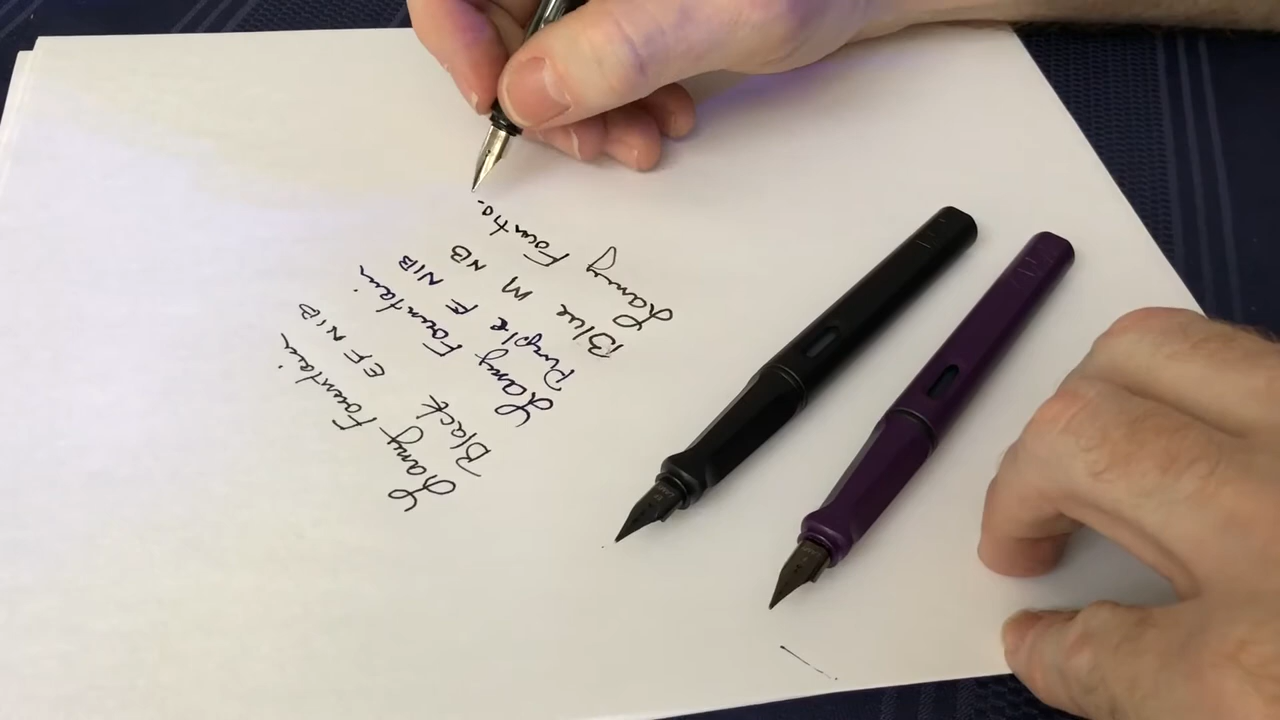 Lamy Fountain
Black EF NIB
Lamy Fountain
Purple F NIB
Blue M NB
Lamy Founta